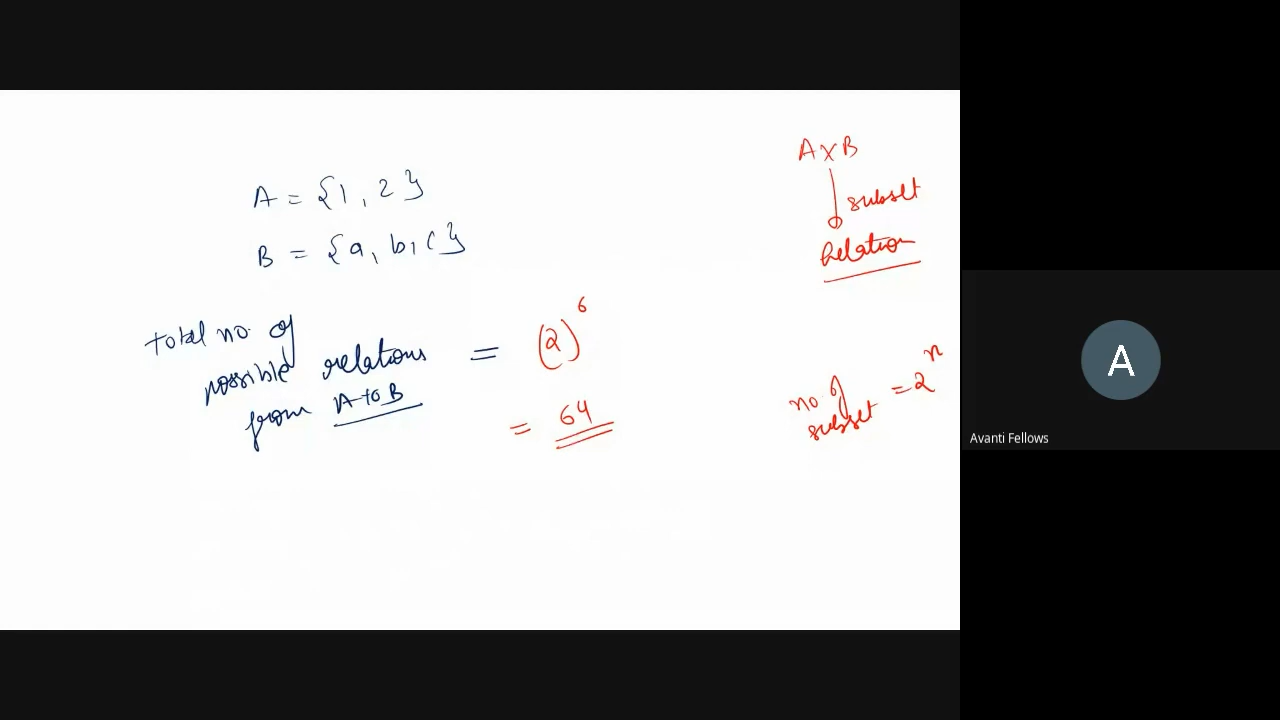 A = {1, 2}
B = {a, b, c}
Total no. of
possible relations = (2)^6
from A to B
= 64
A X B
subset
Relation
no. of
subset = 2^n
A
Avanti Fellows